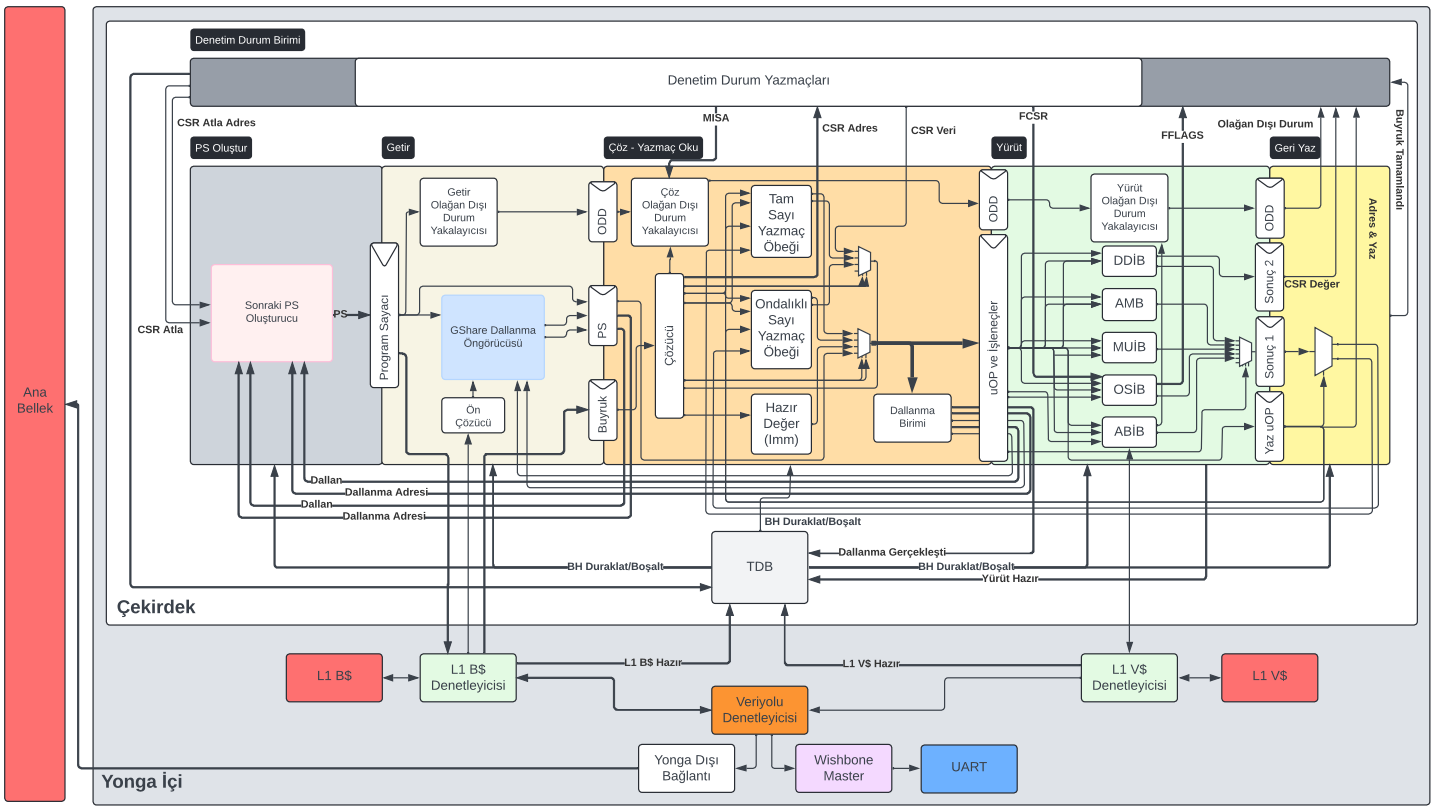 Denetim Durum Birimi
Denetim Durum Yazmaçları
CSR Atla Adres
MISA
CSR Adres
CSR Veri
FCSR
FFLAGS
Olağan Dışı Durum
Buyruk Tamamlandı
PS Oluştur
Getir
Çöz - Yazmaç Oku
Yürüt
Geri Yaz
Getir
Olağan Dışı
Durum
Yakalayıcısı
ODD
Çöz
Olağan Dışı
Durum
Yakalayıcısı
Tam
Sayı
Yazmaç
Öbeği
ODD
Yürüt
Olağan Dışı
Durum
Yakalayıcısı
ODD
Adres & Yaz
Sonraki PS
Oluşturucu
PS
CSR Atla
Program Sayacı
GShare Dallanma
Öngörücüsü
Ön
Çözücü
PS
Buyruk
Çözücü
Ondalıklı
Sayı
Yazmaç
Öbeği
Hazır
Değer
(Imm)
Dallanma
Birimi
uOP ve İşleneçler
DDİB
AMB
MUİB
OSİB
ABİB
Sonuç 2
CSR Değer
Sonuç 1
Yaz uOP
Dallan
Dallanma Adresi
Dallan
Dallanma Adresi
BH Duraklat/Boşalt
TDB
Dallanma Gerçekleşti
BH Duraklat/Boşalt
BH Duraklat/Boşalt
Yürüt Hazır
Çekirdek
Ana
Bellek
L1 B$
L1 B$
Denetleyicisi
L1 B$ Hazır
L1 V$ Hazır
L1 V$
Denetleyicisi
L1 V$
Veriyolu
Denetleyicisi
Yonga Dışı
Bağlantı
Wishbone
Master
UART
Yonga İçi